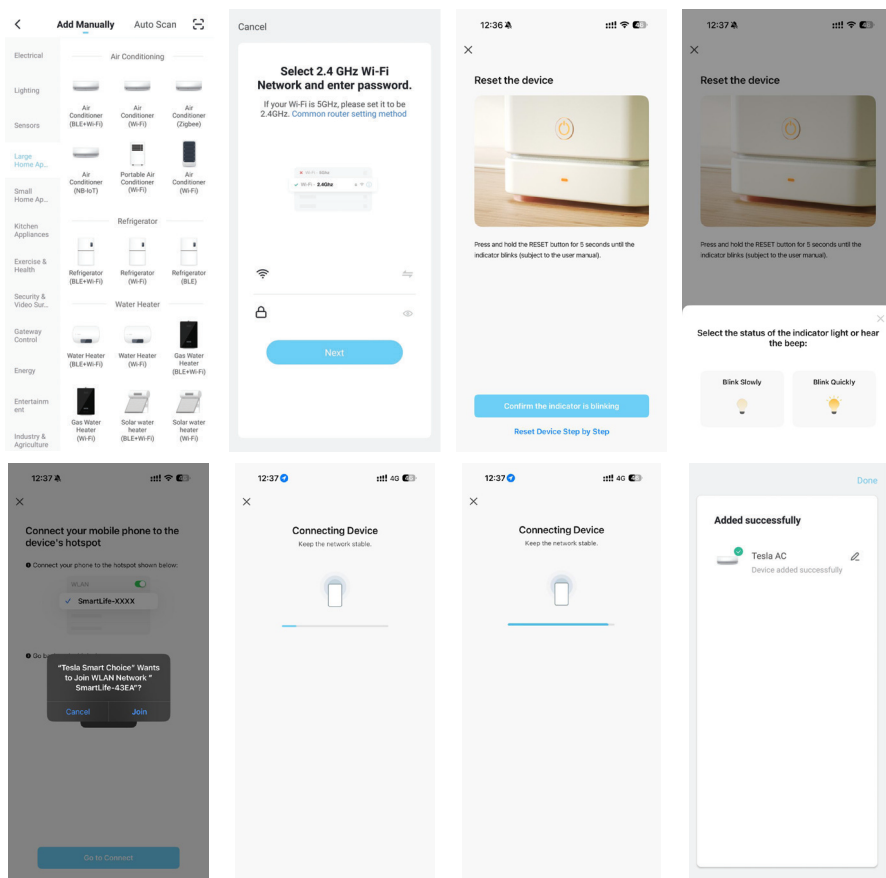 Add Manually
Auto Scan
Electrical
Lighting
Sensors
Large
Home Ap...
Small
Home Ap...
Kitchen
Appliances
Exercise &
Health
Security &
Video Sur...
Gateway
Control
Energy
Entertainm
ent
Industry &
Agriculture
Air Conditioning
Air
Conditioner
(BLE+Wi-Fi)
Air
Conditioner
(Wi-Fi)
Air
Conditioner
(Zigbee)
Air
Conditioner
(NB-IoT)
Portable Air
Conditioner
(Wi-Fi)
Air
Conditioner
(Wi-Fi)
Refrigerator
Refrigerator
(BLE+Wi-Fi)
Refrigerator
(Wi-Fi)
Refrigerator
(BLE)
Water Heater
Water Heater
(BLE+Wi-Fi)
Water Heater
(Wi-Fi)
Gas Water
Heater
(BLE+Wi-Fi)
Gas Water
Heater
(Wi-Fi)
Solar water
heater
(BLE+Wi-Fi)
Solar water
heater
(Wi-Fi)
Cancel
Select 2.4 GHz Wi-Fi
Network and enter password.
If your Wi-Fi is 5GHz, please set it to be
2.4GHz. Common router setting method
Wi-Fi - 5Ghz
Wi-Fi - 2.4Ghz
Next
12:36
Reset the device
Press and hold the RESET button for 5 seconds until the
indicator blinks (subject to the user manual).
Confirm the indicator is blinking
Reset Device Step by Step
12:37
Reset the device
Press and hold the RESET button for 5 seconds until the
indicator blinks (subject to the user manual).
Select the status of the indicator light or hear
the beep:
Blink Slowly
Blink Quickly
12:37
Connect your mobile phone to the
device's hotspot
1 Connect your phone to the hotspot shown below:
WLAN
SmartLife-XXXX
2 Go b
"Tesla Smart Choice" Wants
to Join WLAN Network "
SmartLife-43EA"?
Cancel
Join
Go to Connect
12:37
4G
Connecting Device
Keep the network stable.
12:37
4G
Connecting Device
Keep the network stable.
Done
Added successfully
Tesla AC
Device added successfully